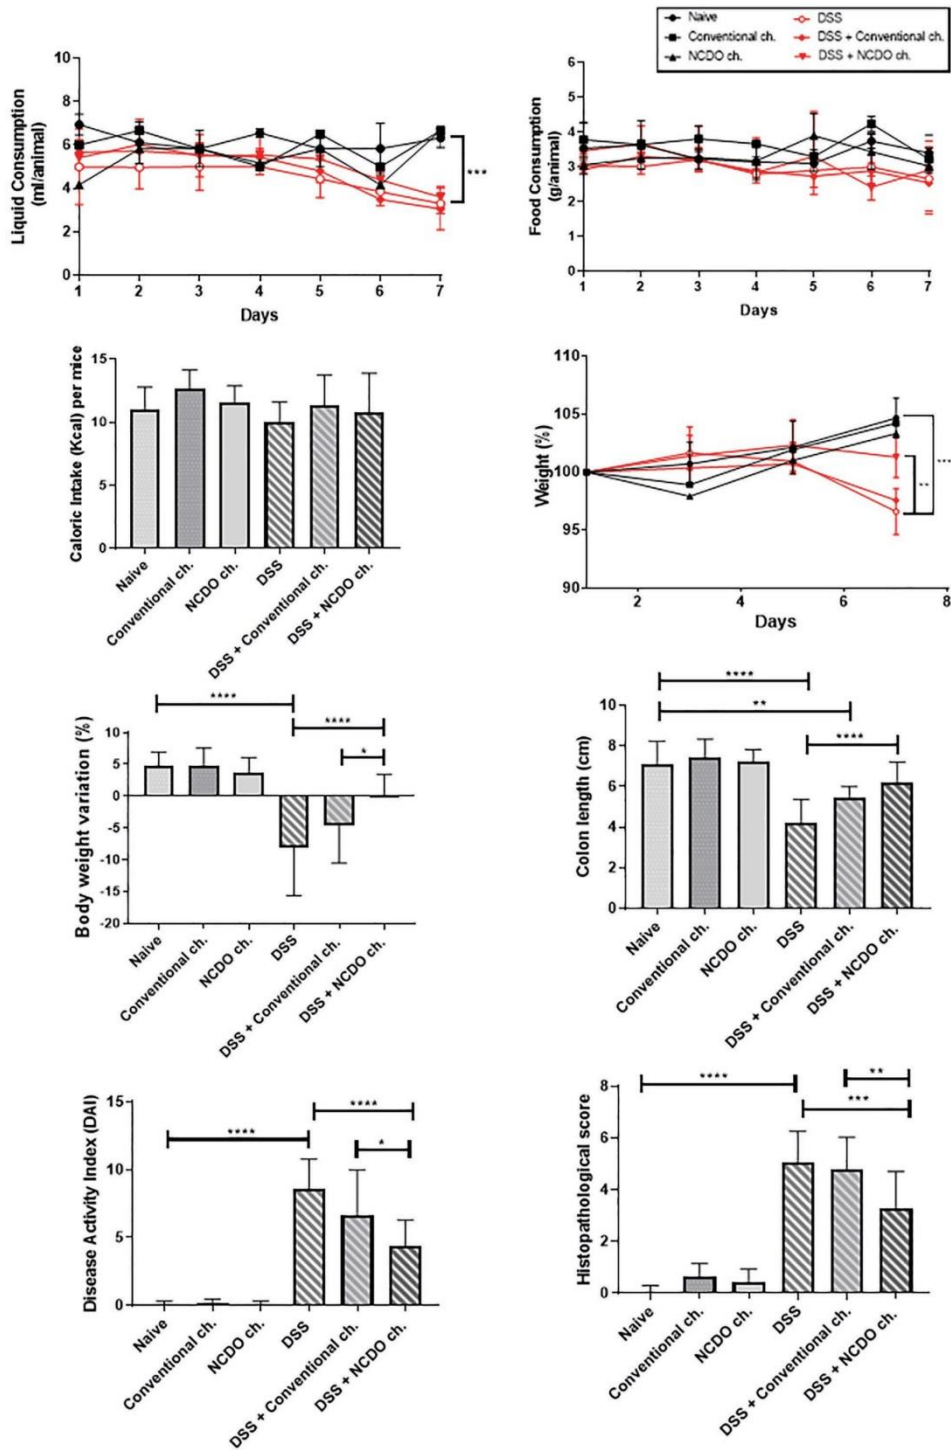 Naive
DSS
Conventional ch.
DSS + Conventional ch.
NCDO ch.
DSS + NCDO ch.
Liquid Consumption
(ml/animal)
10
8
6
4
2
0
1 2 3 4 5 6 7
Days
***
Food Consumption
(g/animal)
6
5
4
3
2
1
0
1 2 3 4 5 6 7
Days
Caloric Intake (Kcal) per mice
15
10
5
0
Naive
Conventional ch.
NCDO ch.
DSS
DSS + Conventional ch.
DSS + NCDO ch.
Weight (%)
110
105
100
95
90
2 4 6 8
Days
**
Body weight variation (%)
10
5
0
-5
-10
-15
-20
****
****
*
Naive
Conventional ch.
NCDO ch.
DSS
DSS + Conventional ch.
DSS + NCDO ch.
Colon length (cm)
10
8
6
4
2
0
****
**
****
Naive
Conventional ch.
NCDO ch.
DSS
DSS + Conventional ch.
DSS + NCDO ch.
Disease Activity Index (DAI)
15
10
5
0
****
****
*
Naive
Conventional ch.
NCDO ch.
DSS
DSS + Conventional ch.
DSS + NCDO ch.
Histopathological score
8
6
4
2
0
****
**
***
Naive
Conventional ch.
NCDO ch.
DSS
DSS + Conventional ch.
DSS + NCDO ch.